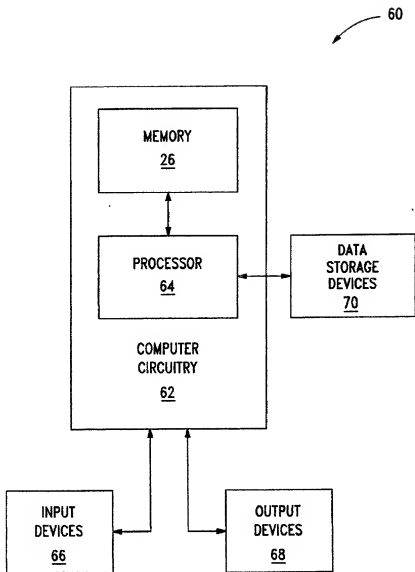 60
MEMORY
26
PROCESSOR
64
DATA
STORAGE
DEVICES
70
COMPUTER
CIRCUITRY
62
INPUT
DEVICES
66
OUTPUT
DEVICES
68